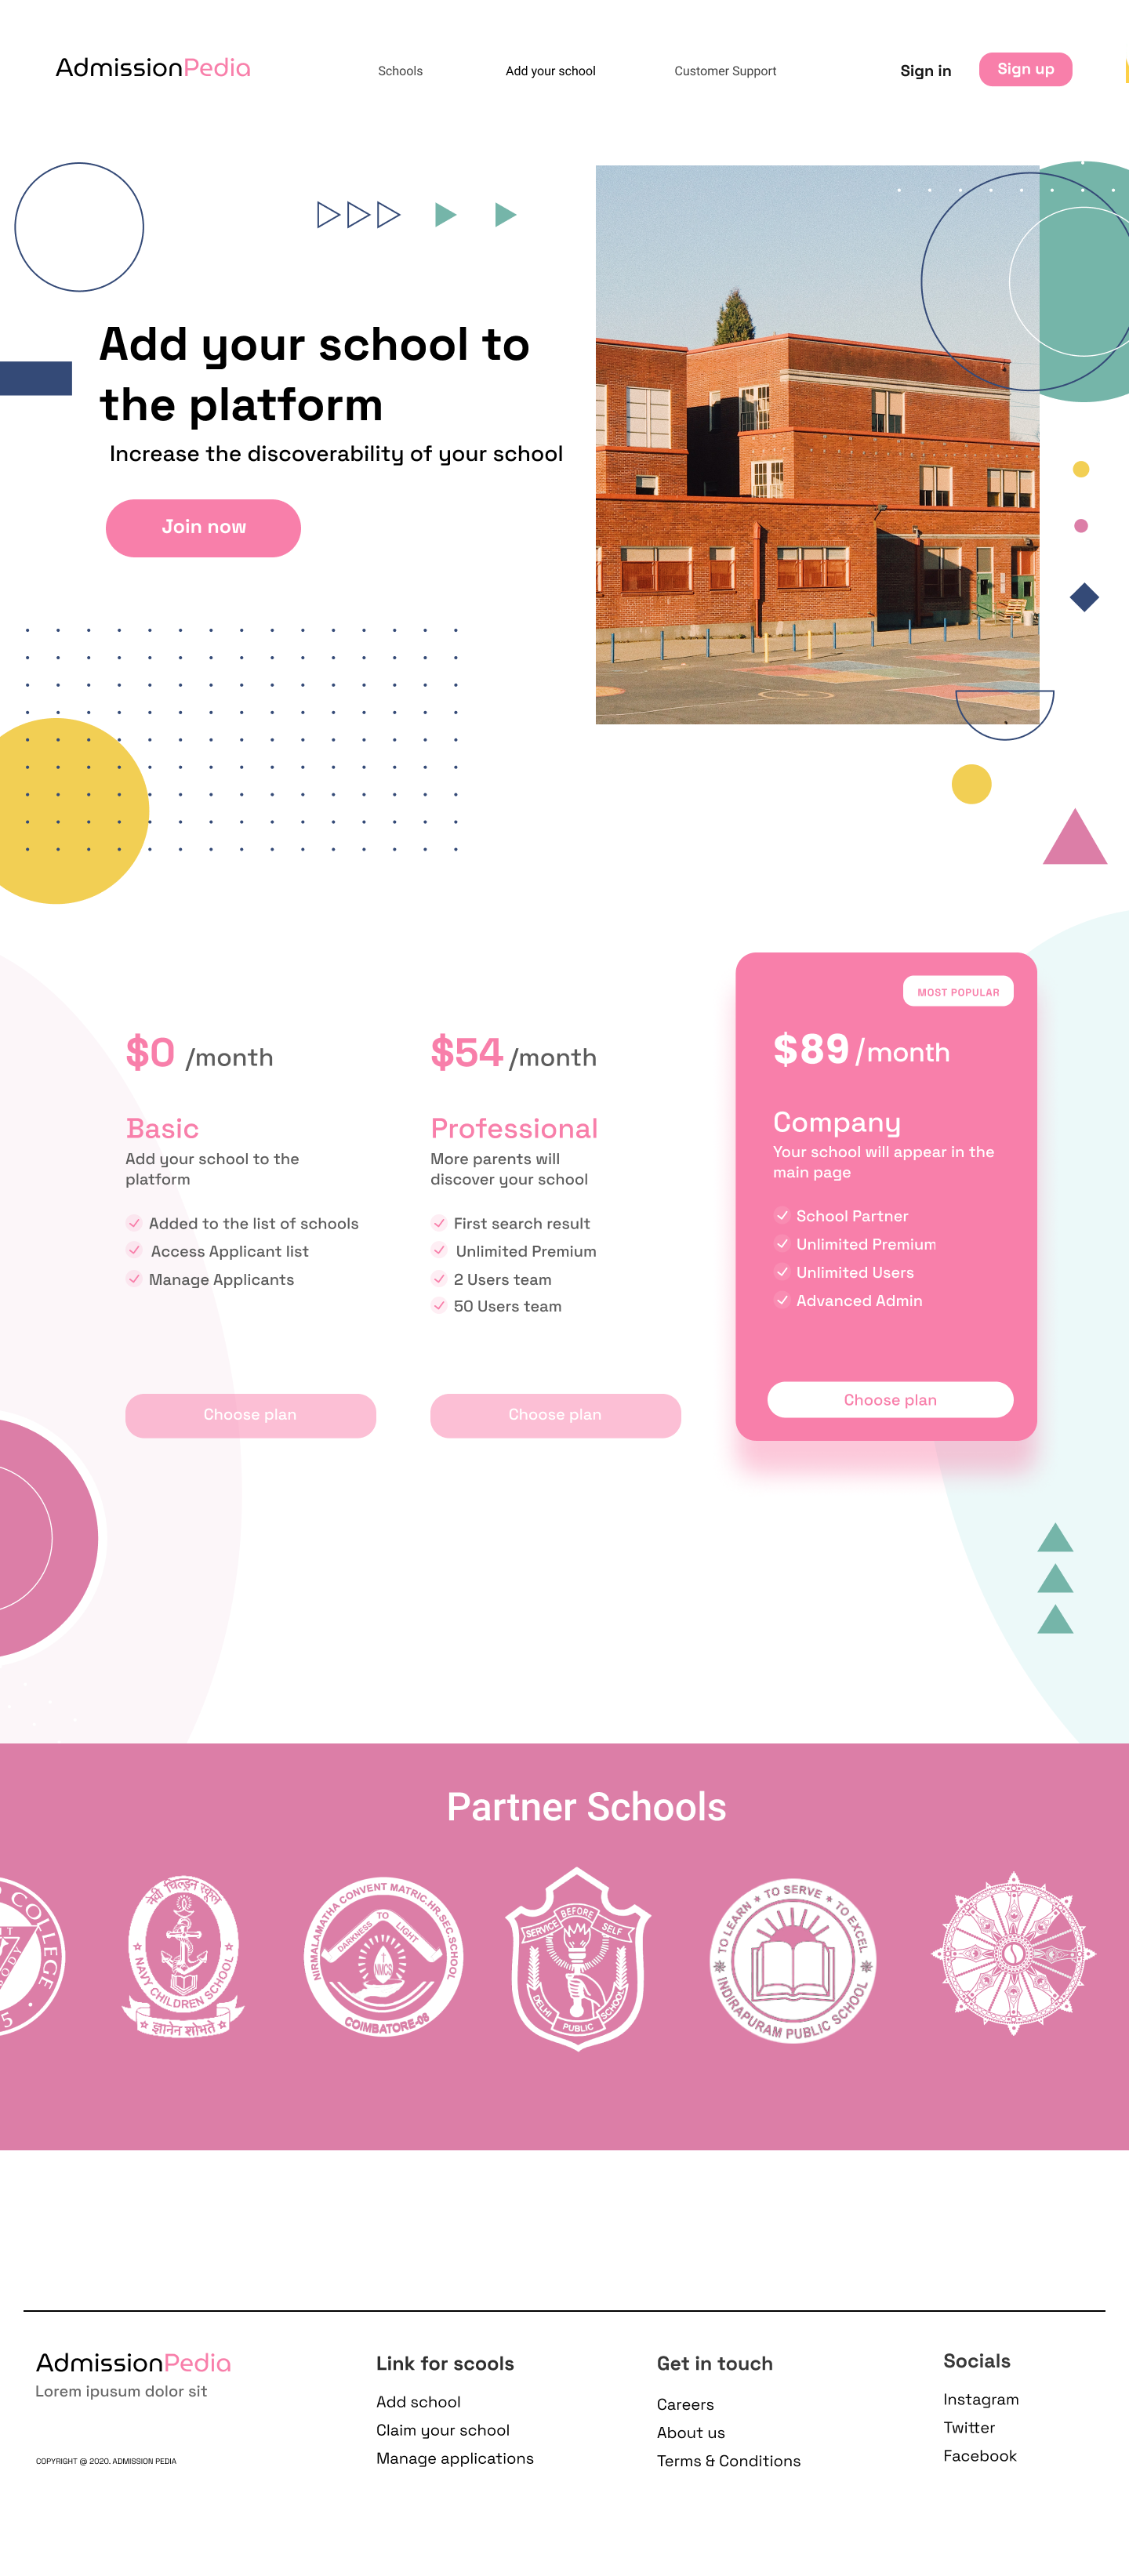 AdmissionPedia
Schools
Add your school
Customer Support
Sign in
Sign up
Add your school to
the platform
Increase the discoverability of your school
Join now
$0 /month
Basic
Add your school to the
platform
Added to the list of schools
Access Applicant list
Manage Applicants
Choose plan
$54 /month
Professional
More parents will
discover your school
First search result
Unlimited Premium
2 Users team
50 Users team
Choose plan
MOST POPULAR
$89 /month
Company
Your school will appear in the
main page
School Partner
Unlimited Premium
Unlimited Users
Advanced Admin
Choose plan
Partner Schools
COLLEGE
नेवी चिल्ड्रन स्कूल
NAVY CHILDREN SCHOOL
ज्ञानेन शोभते
NIRMALAMATHA CONVENT MATRIC.HR.SEC.SCHOOL
DARKNESS TO LIGHT
NMCS
COIMBATORE-08
SERVICE BEFORE SELF
DELHI PUBLIC SCHOOL
TO LEARN * TO SERVE * TO EXCEL
INDIRAPURAM PUBLIC SCHOOL
AdmissionPedia
Lorem ipusum dolor sit
COPYRIGHT @ 2020. ADMISSION PEDIA
Link for scools
Add school
Claim your school
Manage applications
Get in touch
Careers
About us
Terms & Conditions
Socials
Instagram
Twitter
Facebook